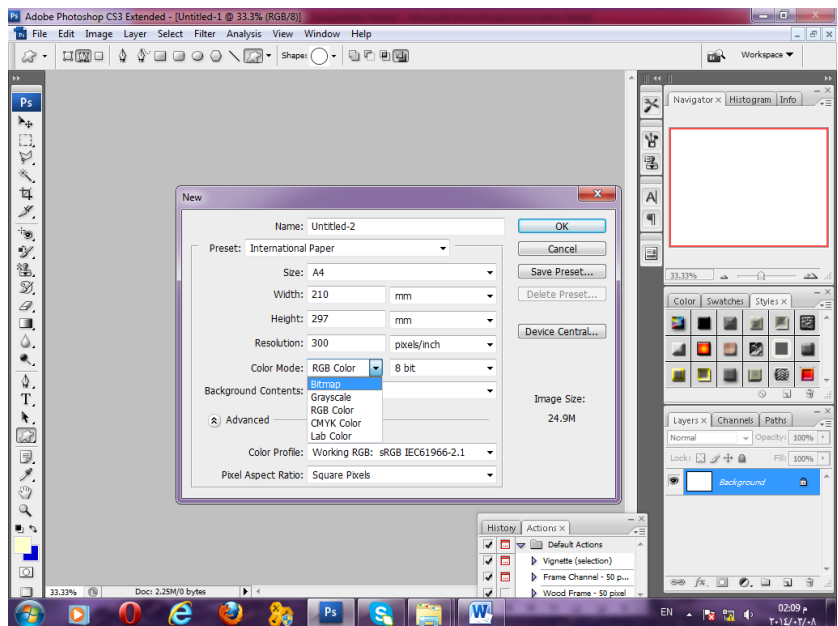 Ps Adobe Photoshop CS3 Extended - [Untitled-1 @ 33.3% (RGB/8)]
Ps File Edit Image Layer Select Filter Analysis View Window Help
Shape:
Workspace
Ps
Navigator × Histogram Info
33.33%
Color Swatches Styles ×
Layers × Channels Paths
Normal Opacity: 100%
Lock: Fill: 100%
Background
New
Name: Untitled-2
Preset: International Paper
Size: A4
Width: 210 mm
Height: 297 mm
Resolution: 300 pixels/inch
Color Mode: RGB Color 8 bit
Bitmap
Grayscale
RGB Color
CMYK Color
Lab Color
Background Contents:
Advanced
Color Profile: Working RGB: sRGB IEC61966-2.1
Pixel Aspect Ratio: Square Pixels
OK
Cancel
Save Preset...
Delete Preset...
Device Central...
Image Size:
24.9M
History Actions ×
Default Actions
Vignette (selection)
Frame Channel - 50 p...
Wood Frame - 50 pixel
33.33% Doc: 2.25M/0 bytes
Ps
S
W
EN
02:09 م
٢٠١٤/٠٢/٠٨